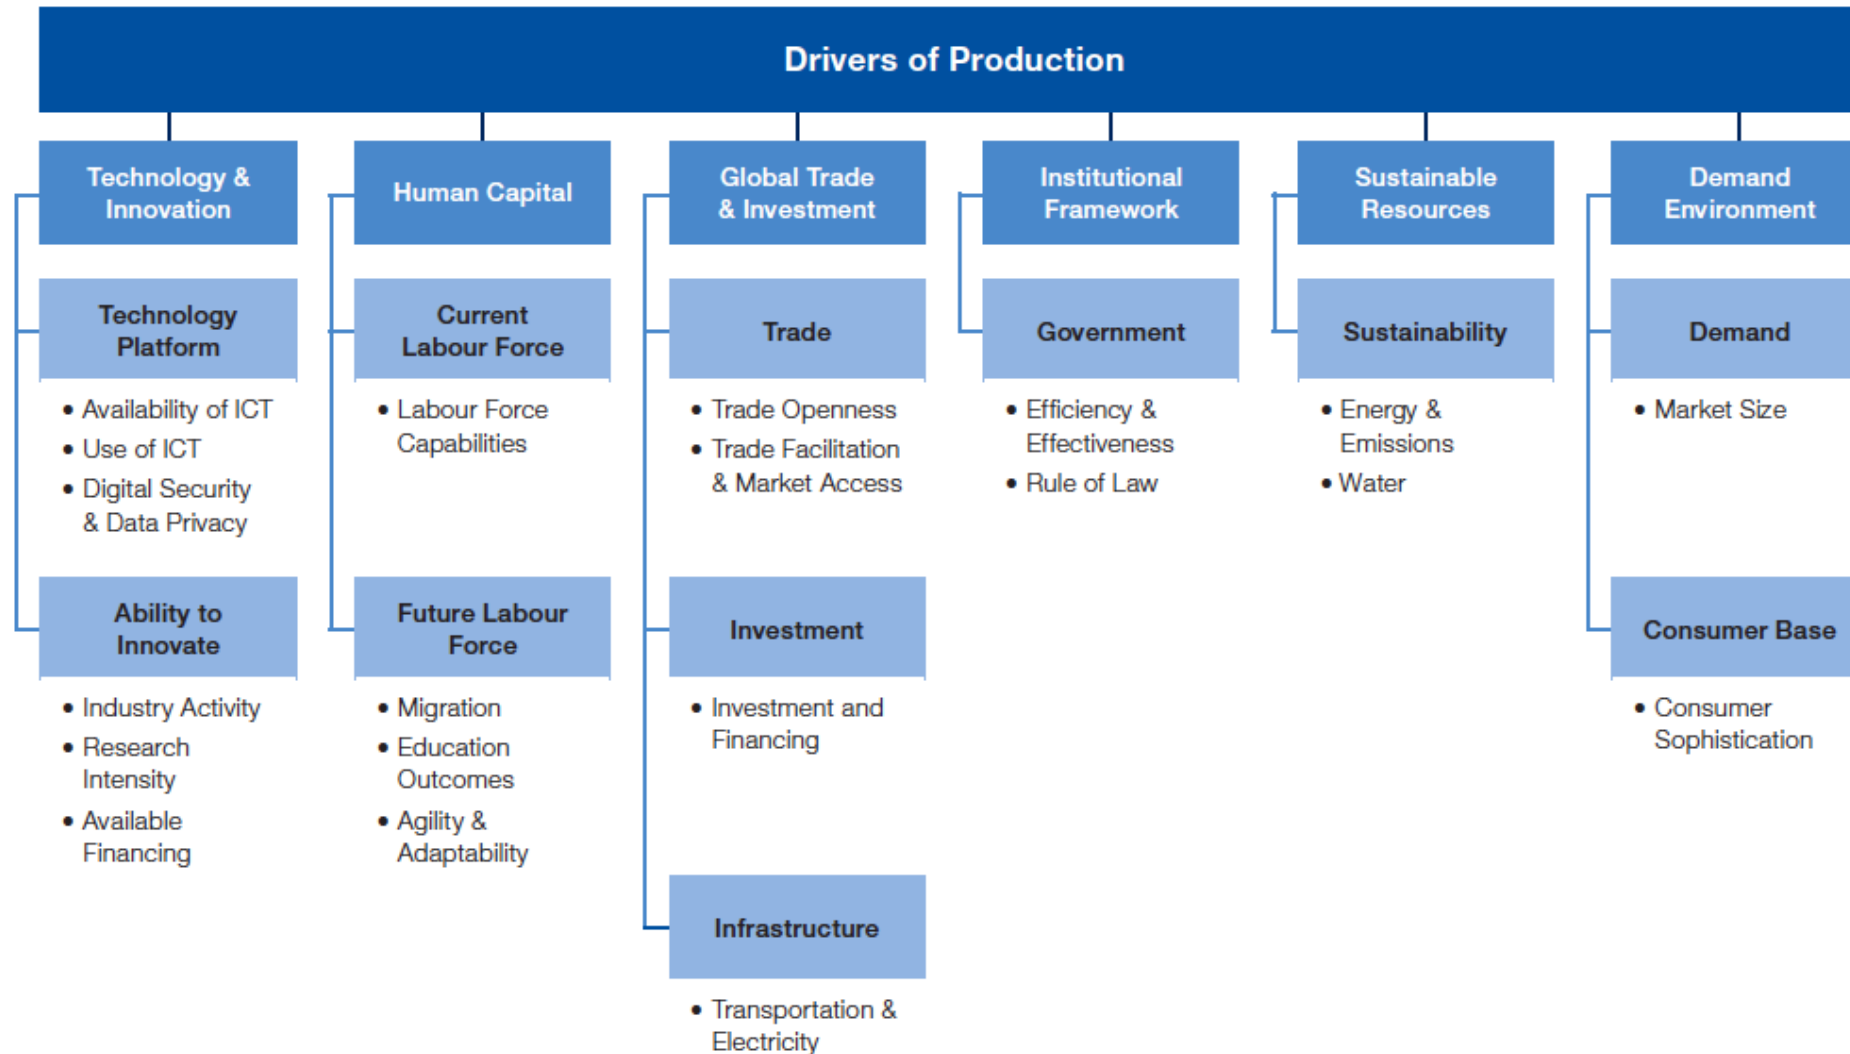 Drivers of Production
Technology &
Innovation
Technology
Platform
• Availability of ICT
• Use of ICT
• Digital Security
& Data Privacy
Ability to
Innovate
• Industry Activity
• Research
Intensity
• Available
Financing
Human Capital
Current
Labour Force
• Labour Force
Capabilities
Future Labour
Force
• Migration
• Education
Outcomes
• Agility &
Adaptability
Global Trade
& Investment
Trade
• Trade Openness
• Trade Facilitation
& Market Access
Investment
• Investment and
Financing
Infrastructure
• Transportation &
Electricity
Institutional
Framework
Government
• Efficiency &
Effectiveness
• Rule of Law
Sustainable
Resources
Sustainability
• Energy &
Emissions
• Water
Demand
Environment
Demand
• Market Size
Consumer Base
• Consumer
Sophistication